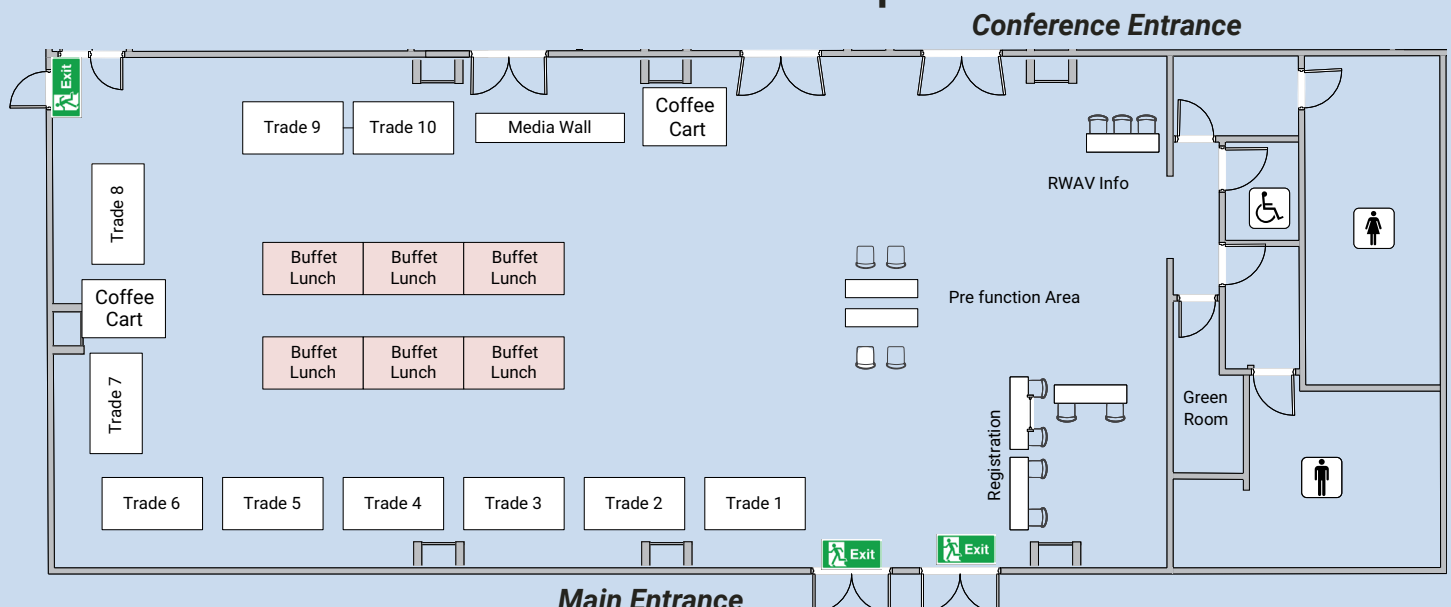 Conference Entrance
Exit
Trade 9
Trade 10
Media Wall
Coffee
Cart
RWAV Info
Trade 8
Buffet
Lunch
Buffet
Lunch
Buffet
Lunch
Coffee
Cart
Pre function Area
Buffet
Lunch
Buffet
Lunch
Buffet
Lunch
Trade 7
Green
Room
Registration
Trade 6
Trade 5
Trade 4
Trade 3
Trade 2
Trade 1
Exit
Exit
Main Entrance